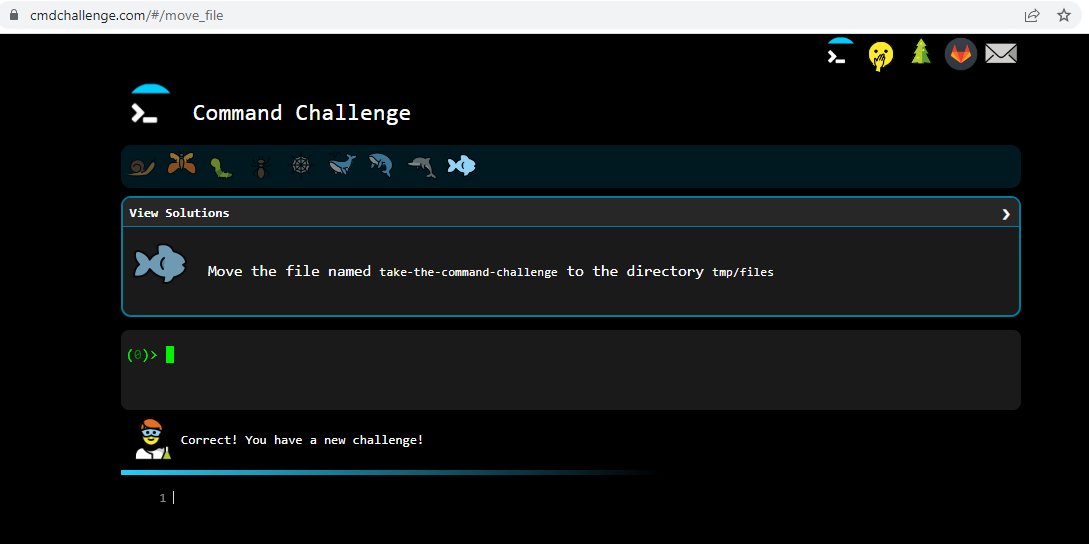 cmdchallenge.com/#/move_file
Command Challenge
View Solutions
Move the file named take-the-command-challenge to the directory tmp/files
(0)>
Correct! You have a new challenge!
1